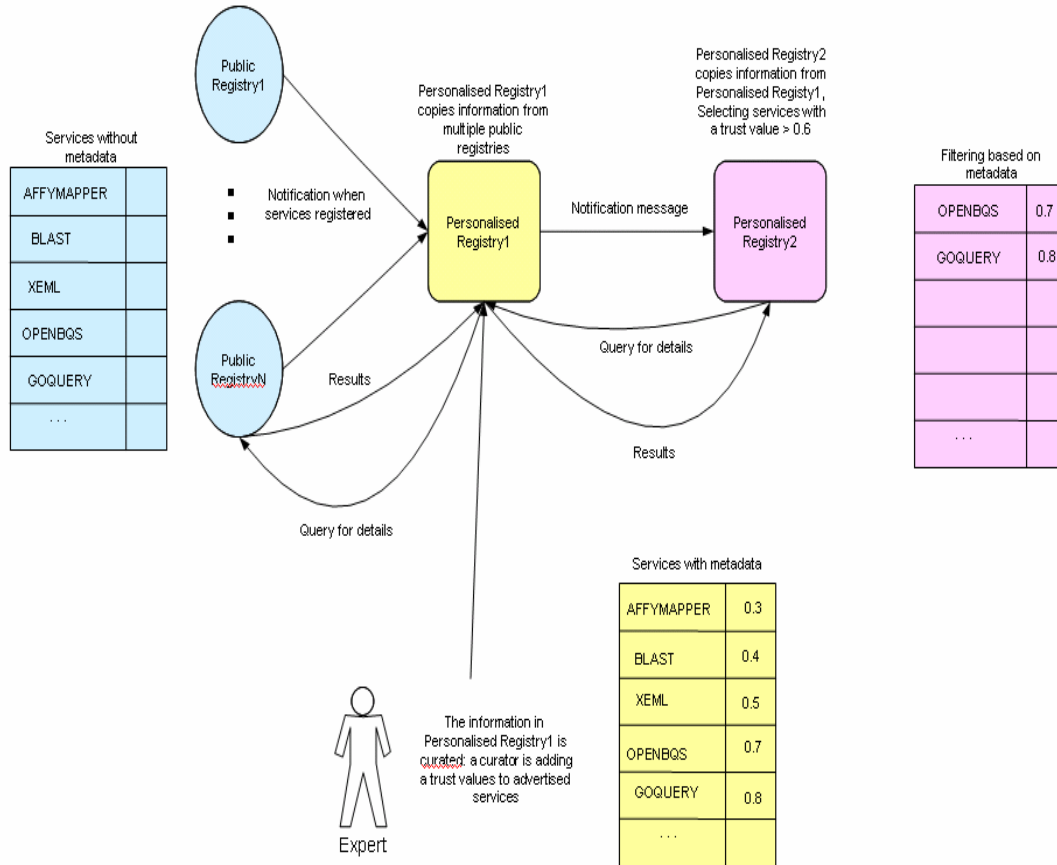 Public
Registry1
Personalised Registry1
copies information from
multiple public
registries
Personalised Registry2
copies information from
Personalised Registy1,
Selecting services with
a trust value > 0.6
Services without
metadata
AFFYMAPPER
BLAST
XEML
OPENBQS
GOQUERY
...
Notification when
services registered
Personalised
Registry1
Notification message
Personalised
Registry2
Filtering based on
metadata
OPENBQS 0.7
GOQUERY 0.8
...
Public
RegistryN
Results
Query for details
Query for details
Results
Services with metadata
AFFYMAPPER 0.3
BLAST 0.4
XEML 0.5
OPENBQS 0.7
GOQUERY 0.8
...
The information in
Personalised Registry1 is
curated: a curator is adding
a trust values to advertised
services
Expert